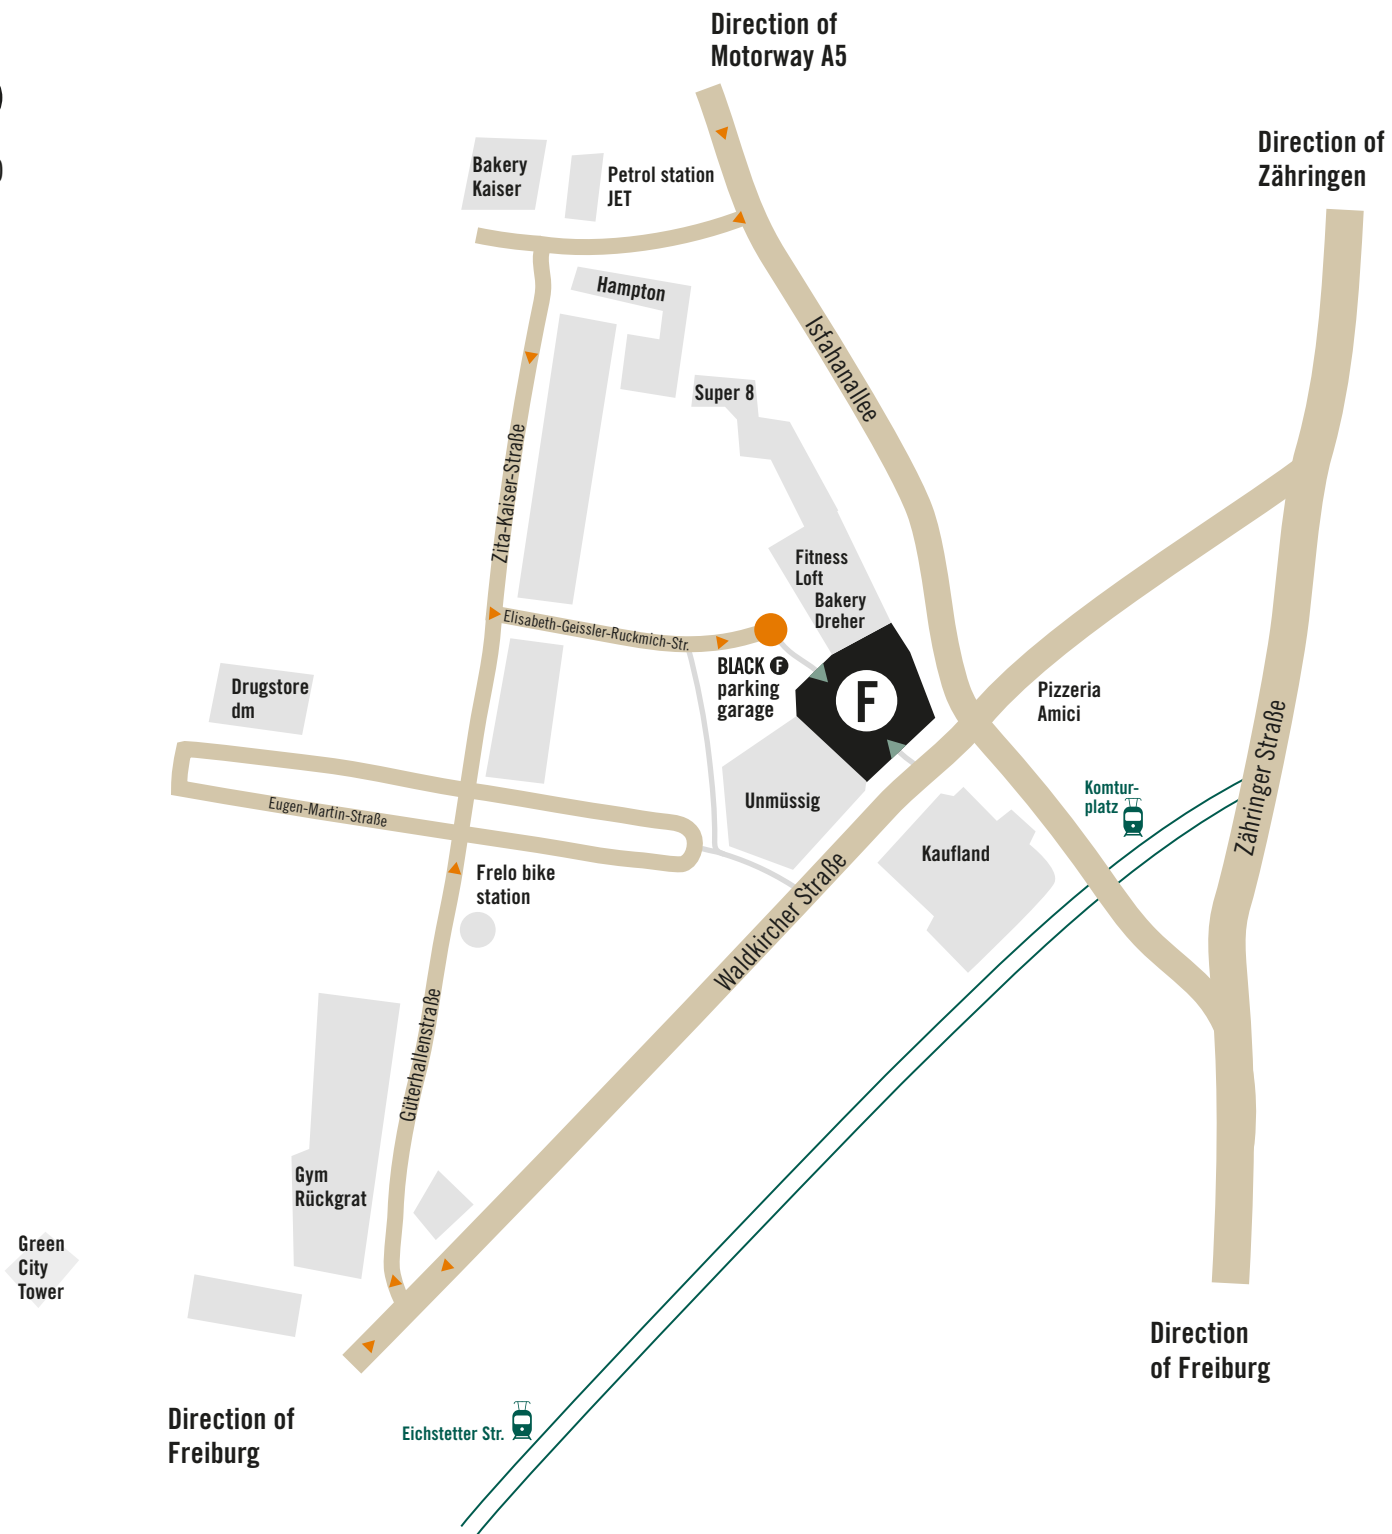 Direction of
Motorway A5
Direction of
Zähringen
Bakery
Kaiser
Petrol station
JET
Hampton
Isfahanallee
Super 8
Zita-Kaiser-Straße
Fitness
Loft
Bakery
Dreher
Elisabeth-Geissler-Ruckmich-Str.
BLACK F
parking
garage
F
Pizzeria
Amici
Drugstore
dm
Zähringer Straße
Komtur-
platz
Unmüssig
Eugen-Martin-Straße
Kaufland
Waldkircher Straße
Frelo bike
station
Güterhallenstraße
Gym
Rückgrat
Green
City
Tower
Direction
of Freiburg
Direction of
Freiburg
Eichstetter Str.